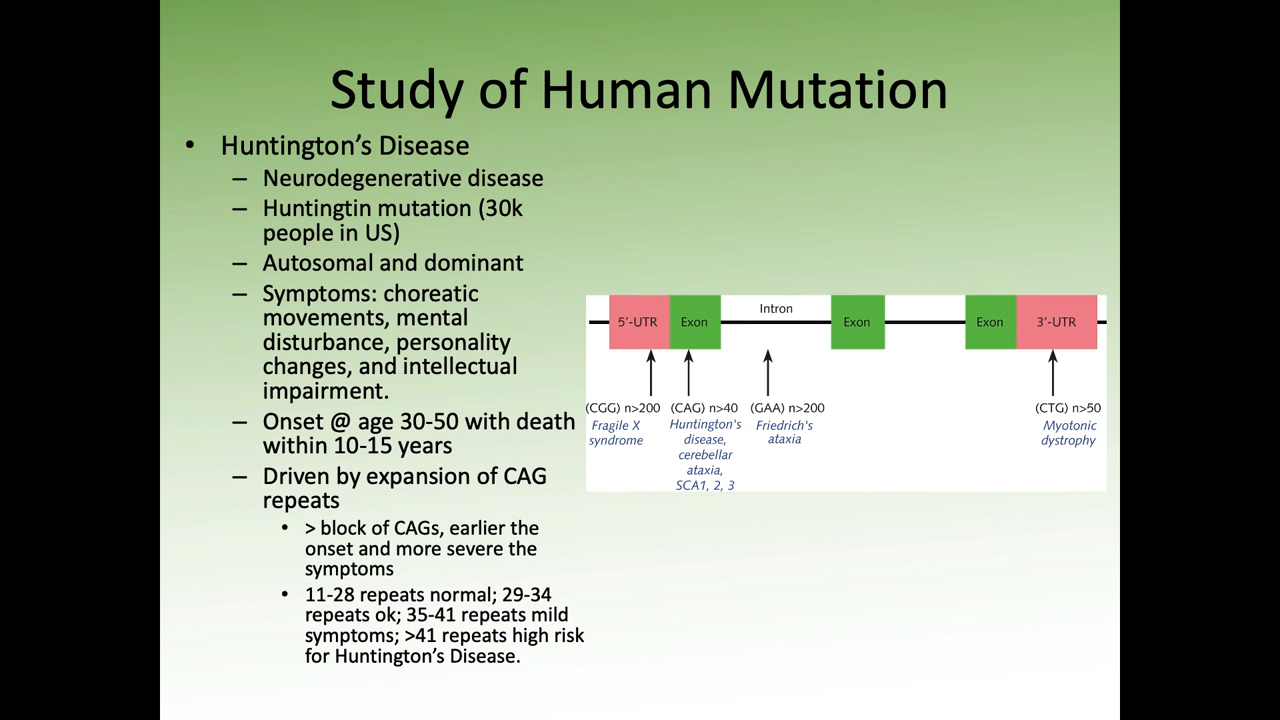 Study of Human Mutation
• Huntington’s Disease
– Neurodegenerative disease
– Huntingtin mutation (30k
people in US)
– Autosomal and dominant
– Symptoms: choreatic
movements, mental
disturbance, personality
changes, and intellectual
impairment.
– Onset @ age 30-50 with death
within 10-15 years
– Driven by expansion of CAG
repeats
• > block of CAGs, earlier the
onset and more severe the
symptoms
• 11-28 repeats normal; 29-34
repeats ok; 35-41 repeats mild
symptoms; >41 repeats high risk
for Huntington’s Disease.
5’-UTR
Exon
Intron
Exon
Exon
3’-UTR
(CGG) n>200
Fragile X
syndrome
(CAG) n>40
Huntington's
disease,
cerebellar
ataxia,
SCA1, 2, 3
(GAA) n>200
Friedrich's
ataxia
(CTG) n>50
Myotonic
dystrophy